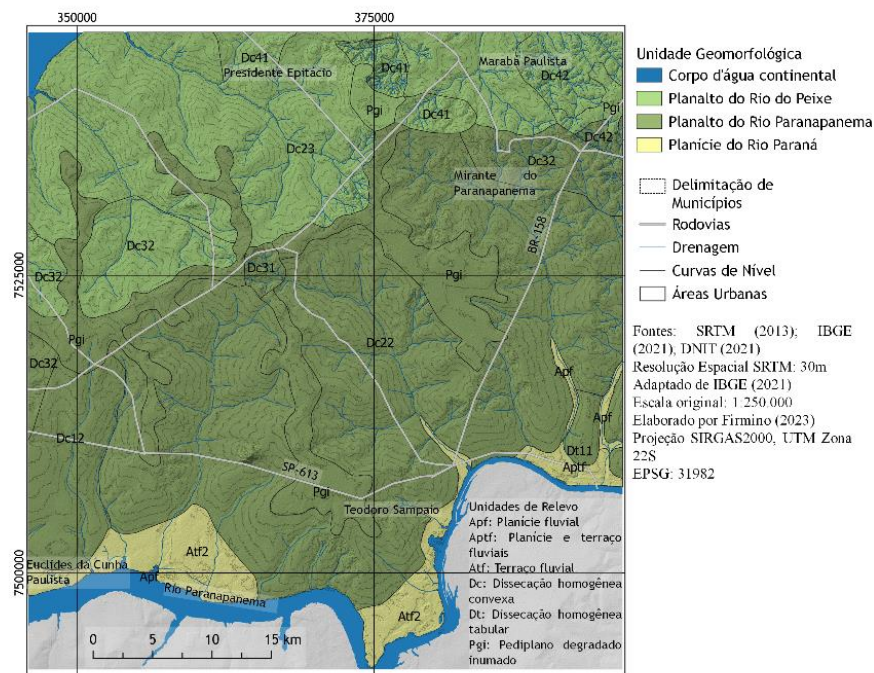 350000
375000
Dc41
Presidente Epitácio
Dc41
Marabá Paulista
Dc42
Pgi
Dc41
Pgi
Dc42
Dc23
Dc32
Mirante do
Paranapanema
BR-158
Dc32
7525000
Dc32
Dc31
Pgi
Pgi
Dc22
Dc32
Apf
Apf
Dc12
SP-613
Dt11
Aptf
Pgi
Teodoro Sampaio
Atf2
7500000
Euclides da Cunha
Paulista
Apf
Rio Paranapanema
Atf2
0 5 10 15 km
Unidades de Relevo
Apf: Planície fluvial
Aptf: Planície e terraço
fluviais
Atf: Terraço fluvial
Dc: Dissecação homogênea
convexa
Dt: Dissecação homogênea
tabular
Pgi: Pediplano degradado
inumado
Unidade Geomorfológica
Corpo d'água continental
Planalto do Rio do Peixe
Planalto do Rio Paranapanema
Planície do Rio Paraná
Delimitação de
Municípios
Rodovias
Drenagem
Curvas de Nível
Áreas Urbanas
Fontes: SRTM (2013); IBGE
(2021); DNIT (2021)
Resolução Espacial SRTM: 30m
Adaptado de IBGE (2021)
Escala original: 1:250.000
Elaborado por Firmino (2023)
Projeção SIRGAS2000, UTM Zona
22S
EPSG: 31982